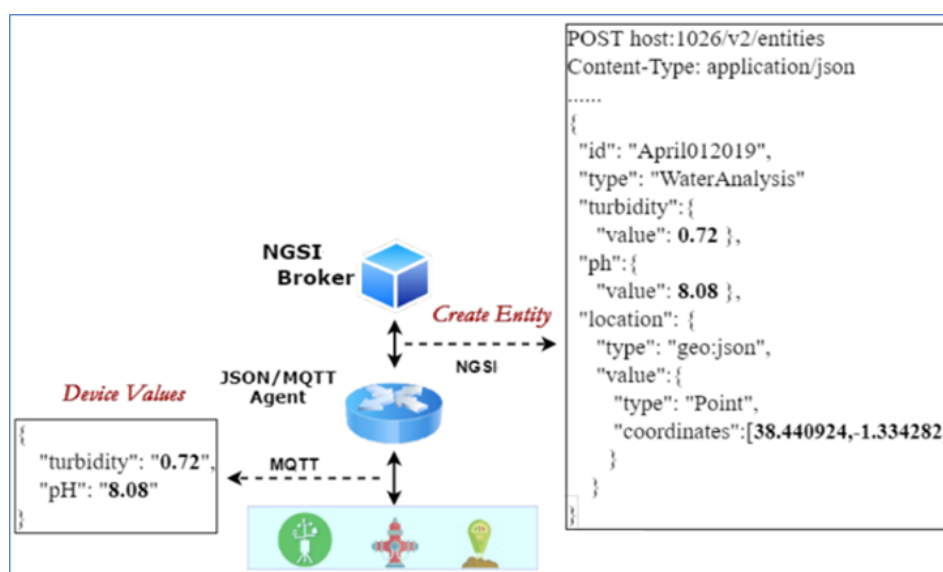 POST host:1026/v2/entities
Content-Type: application/json
......
{
"id": "April012019",
"type": "WaterAnalysis"
"turbidity":{
"value": 0.72 },
"ph":{
"value": 8.08 },
"location": {
"type": "geo:json",
"value":{
"type": "Point",
"coordinates":[38.440924,-1.334282
}
}
}
NGSI
Broker
Create Entity
NGSI
JSON/MQTT
Agent
Device Values
{
"turbidity": "0.72",
"pH": "8.08"
}
MQTT